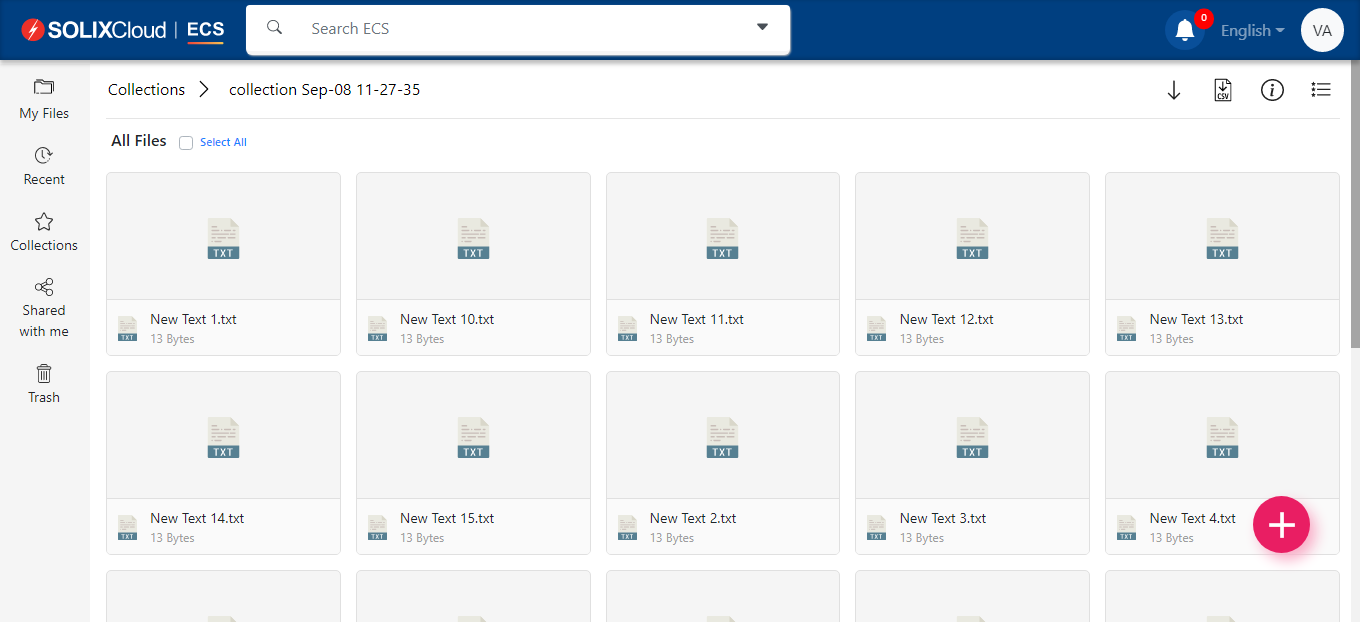 SOLIXCloud | ECS
Search ECS
0
English
VA
My Files
Recent
Collections
Shared
with me
Trash
Collections
collection Sep-08 11-27-35
CSV
All Files
Select All
TXT
TXT
TXT
TXT
TXT
TXT
New Text 1.txt
13 Bytes
TXT
New Text 10.txt
13 Bytes
TXT
New Text 11.txt
13 Bytes
TXT
New Text 12.txt
13 Bytes
TXT
New Text 13.txt
13 Bytes
TXT
TXT
TXT
TXT
TXT
TXT
New Text 14.txt
13 Bytes
TXT
New Text 15.txt
13 Bytes
TXT
New Text 2.txt
13 Bytes
TXT
New Text 3.txt
13 Bytes
TXT
New Text 4.txt
13 Bytes